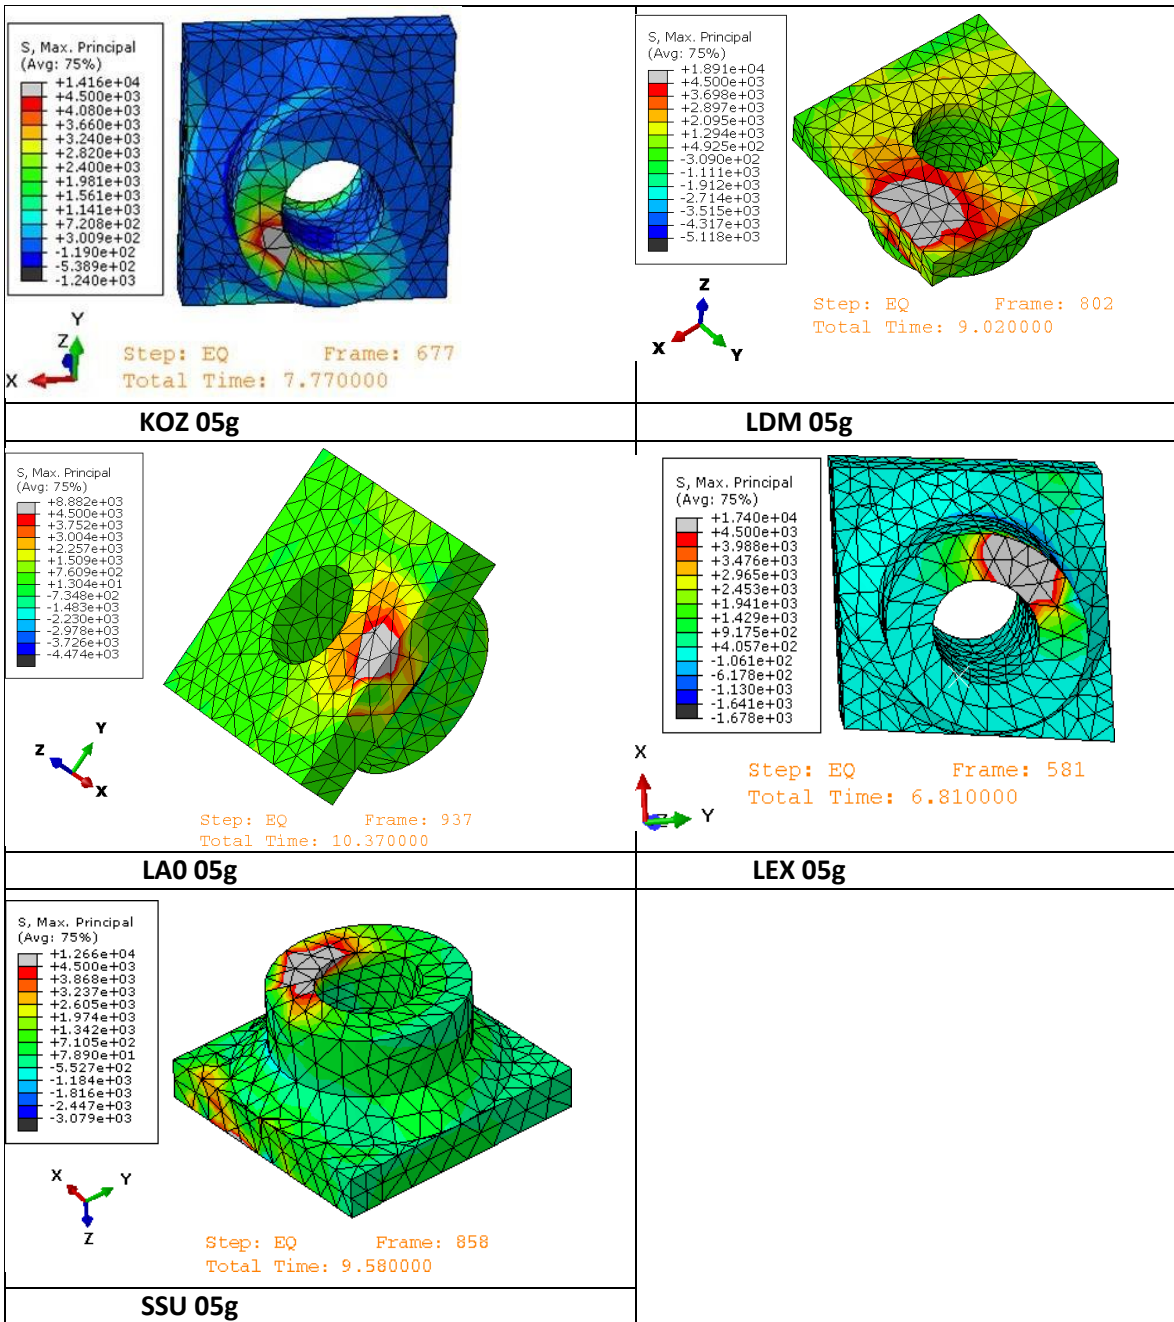 S, Max. Principal
(Avg: 75%)
+1.416e+04
+4.500e+03
+4.080e+03
+3.660e+03
+3.240e+03
+2.820e+03
+2.400e+03
+1.981e+03
+1.561e+03
+1.141e+03
+7.208e+02
+3.009e+02
-1.190e+02
-5.389e+02
-1.240e+03
Y
Z
X
Step: EQ Frame: 677
Total Time: 7.770000
KOZ 05g
S, Max. Principal
(Avg: 75%)
+1.891e+04
+4.500e+03
+3.698e+03
+2.897e+03
+2.095e+03
+1.294e+03
+4.925e+02
-3.090e+02
-1.111e+03
-1.912e+03
-2.714e+03
-3.515e+03
-4.317e+03
-5.118e+03
Z
X
Y
Step: EQ Frame: 802
Total Time: 9.020000
LDM 05g
S, Max. Principal
(Avg: 75%)
+8.882e+03
+4.500e+03
+3.752e+03
+3.004e+03
+2.257e+03
+1.509e+03
+7.609e+02
+1.304e+01
-7.348e+02
-1.483e+03
-2.230e+03
-2.978e+03
-3.726e+03
-4.474e+03
Y
Z
X
Step: EQ Frame: 937
Total Time: 10.370000
LA0 05g
S, Max. Principal
(Avg: 75%)
+1.740e+04
+4.500e+03
+3.988e+03
+3.476e+03
+2.965e+03
+2.453e+03
+1.941e+03
+1.429e+03
+9.175e+02
+4.057e+02
-1.061e+02
-6.178e+02
-1.130e+03
-1.641e+03
-1.678e+03
X
Z
Y
Step: EQ Frame: 581
Total Time: 6.810000
LEX 05g
S, Max. Principal
(Avg: 75%)
+1.266e+04
+4.500e+03
+3.868e+03
+3.237e+03
+2.605e+03
+1.974e+03
+1.342e+03
+7.105e+02
+7.890e+01
-5.527e+02
-1.184e+03
-1.816e+03
-2.447e+03
-3.079e+03
X
Y
Z
Step: EQ Frame: 858
Total Time: 9.580000
SSU 05g